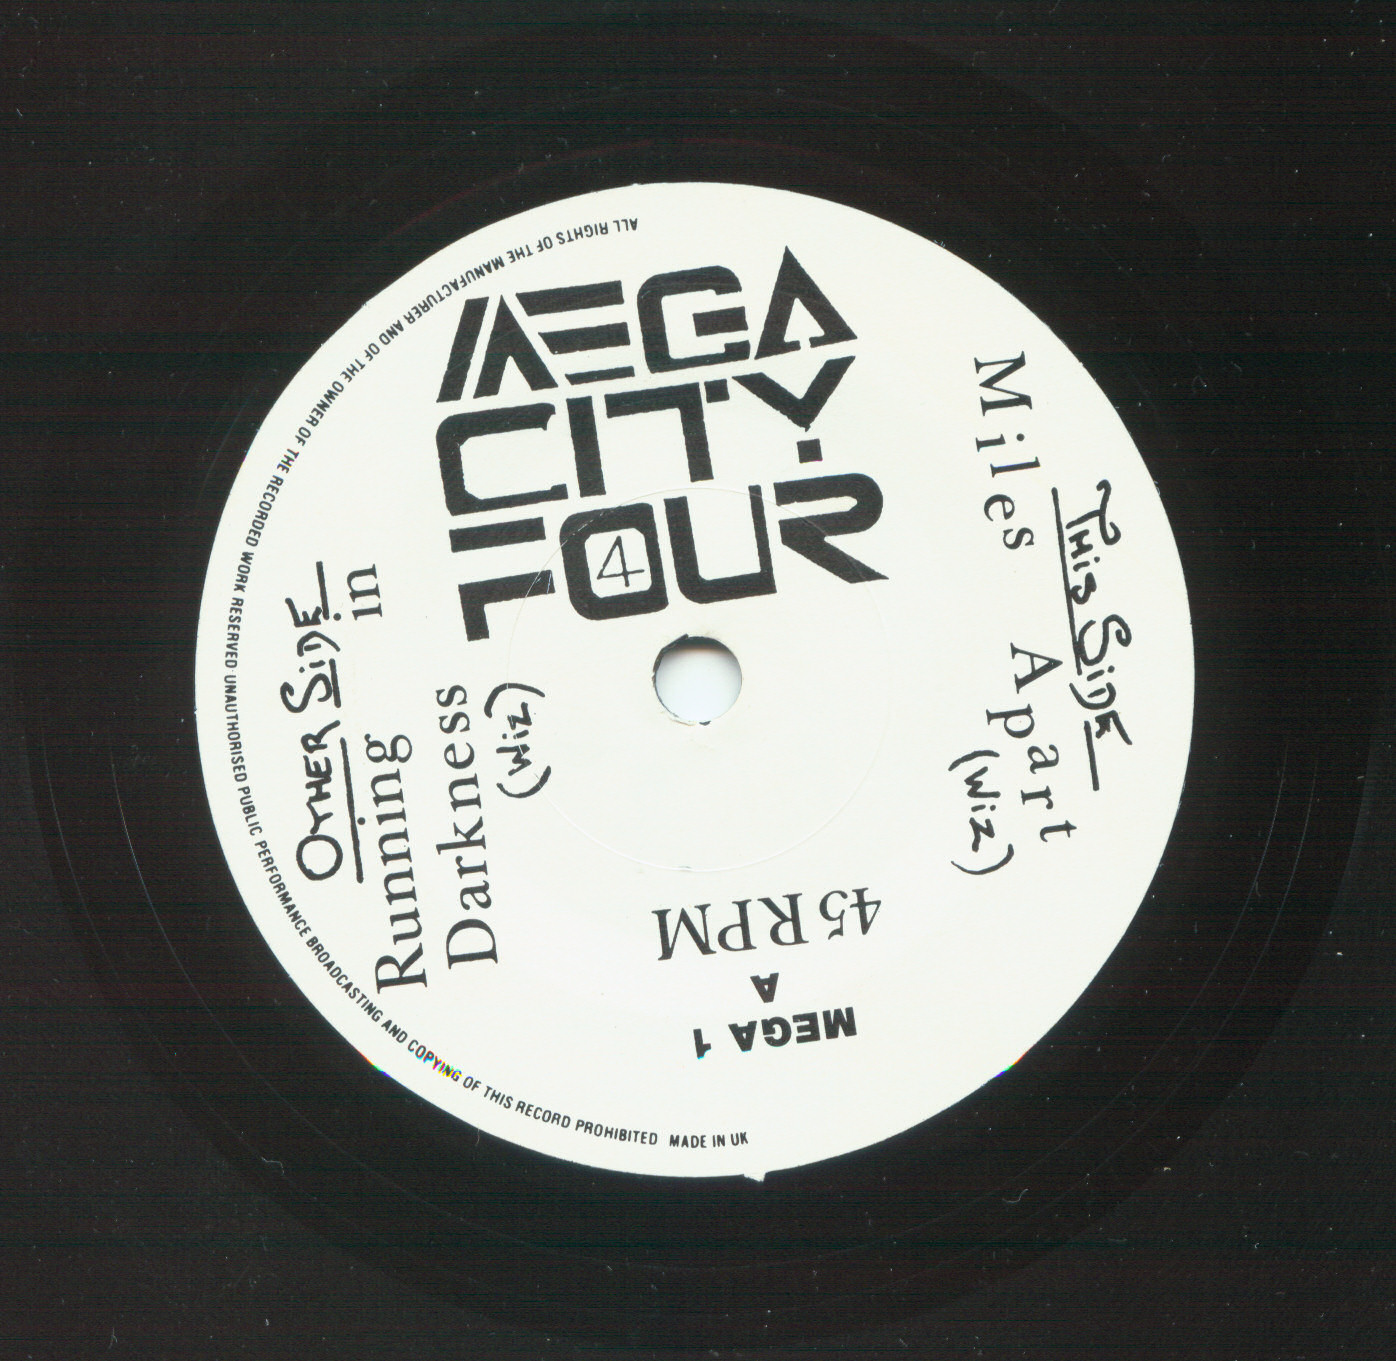 MEGA
CITY
FOUR
4
THiS SiDE
Miles Apart
(Wiz)
OTHER SiDE
Running in
Darkness
(Wiz)
45 RPM
A
MEGA 1
ALL RIGHTS OF THE MANUFACTURER AND OF THE OWNER OF THE RECORDED WORK RESERVED·UNAUTHORISED PUBLIC PERFORMANCE BROADCASTING AND COPYING OF THIS RECORD PROHIBITED MADE IN UK